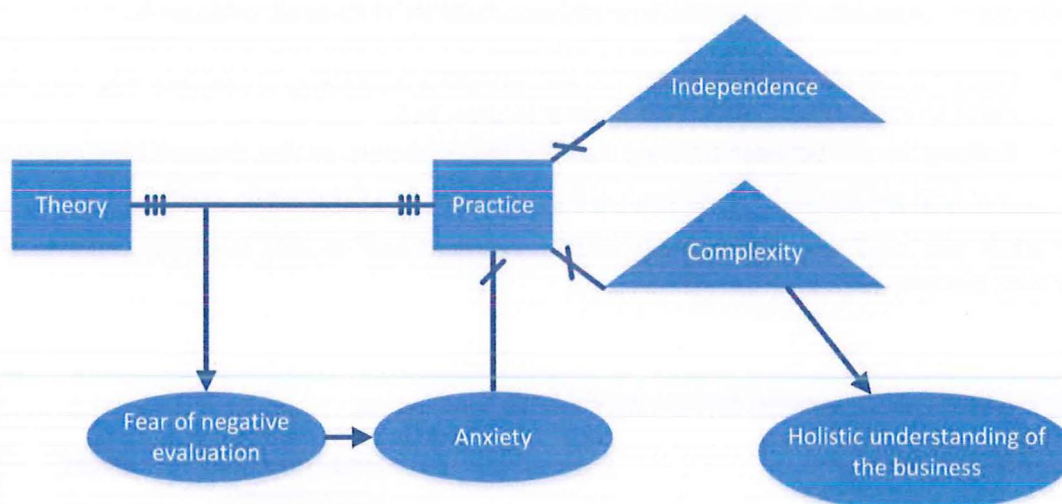 Independence
Theory
Practice
Complexity
Fear of negative
evaluation
Anxiety
Holistic understanding of
the business